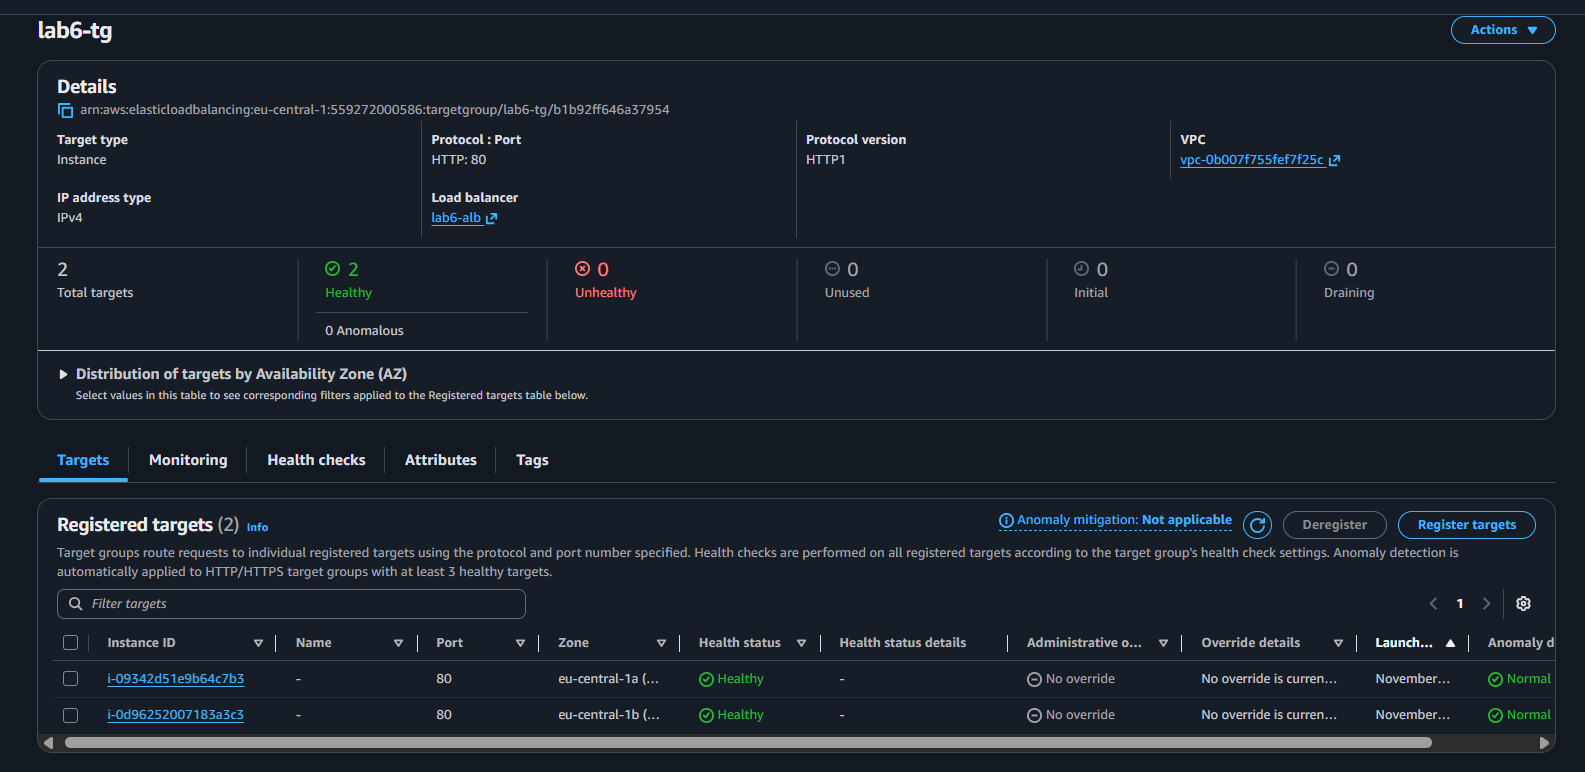 lab6-tg
Actions
Details
arn:aws:elasticloadbalancing:eu-central-1:559272000586:targetgroup/lab6-tg/b1b92ff646a37954
Target type
Instance
Protocol : Port
HTTP: 80
Protocol version
HTTP1
VPC
vpc-0b007f755fef7f25c
IP address type
IPv4
Load balancer
lab6-alb
2
Total targets
2
Healthy
0 Anomalous
0
Unhealthy
0
Unused
0
Initial
0
Draining
Distribution of targets by Availability Zone (AZ)
Select values in this table to see corresponding filters applied to the Registered targets table below.
Targets Monitoring Health checks Attributes Tags
Registered targets (2) Info
Anomaly mitigation: Not applicable
Deregister
Register targets
Target groups route requests to individual registered targets using the protocol and port number specified. Health checks are performed on all registered targets according to the target group's health check settings. Anomaly detection is
automatically applied to HTTP/HTTPS target groups with at least 3 healthy targets.
Filter targets
1
Instance ID Name Port Zone Health status Health status details Administrative o... Override details Launch... Anomaly d
i-09342d51e9b64c7b3 - 80 eu-central-1a (... Healthy - No override No override is curren... November... Normal
i-0d96252007183a3c3 - 80 eu-central-1b (... Healthy - No override No override is curren... November... Normal